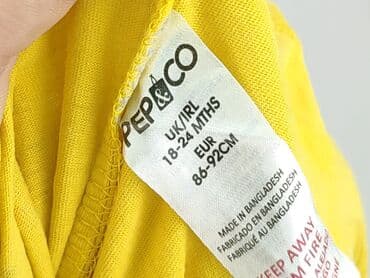 PEP&CO
UK/IRL
18-24 MTHS
EUR
86-92CM
MADE IN BANGLADESH
FABRICADO EN BANGLADESH
FABRIQUÉ AU BANGLADESH
AWAY
FIRE